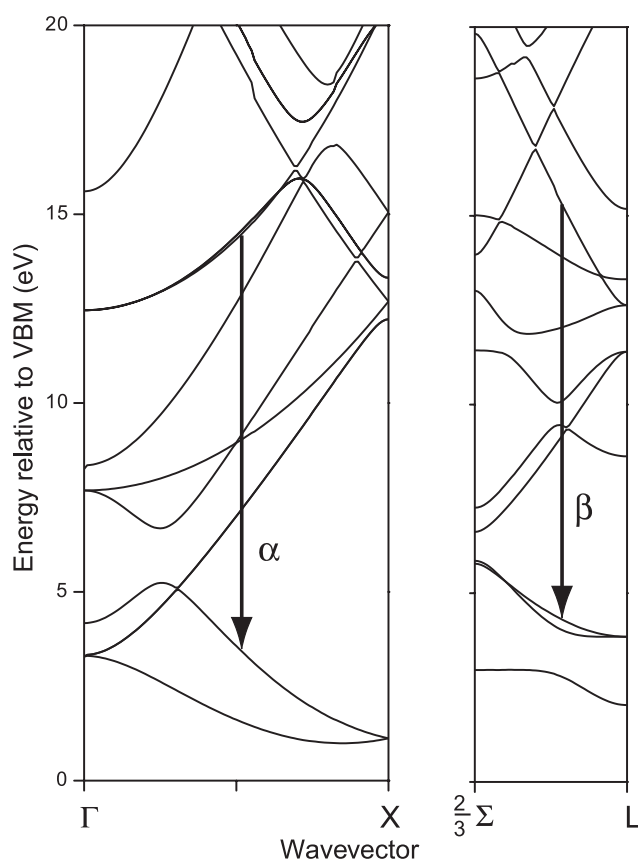 20
15
10
5
0
Energy relative to VBM (eV)
α
β
Γ
X
2/3 Σ
L
Wavevector